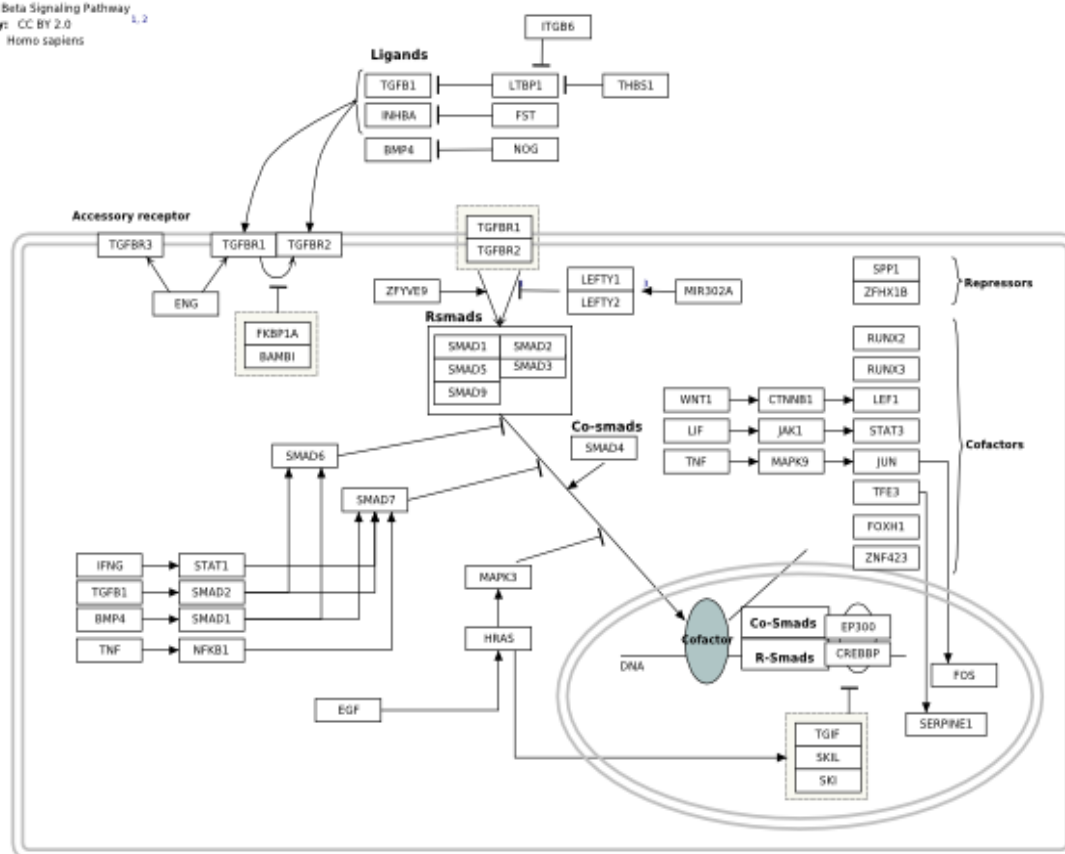 Beta Signaling Pathway
y: CC BY 2.0
1, 2
Homo sapiens
ITGB6
Ligands
TGFB1
LTBP1
THBS1
INHBA
FST
BMP4
NOG
Accessory receptor
TGFBR3
TGFBR1
TGFBR2
TGFBR1
TGFBR2
ENG
FKBP1A
BAMBI
ZFYVE9
LEFTY1
LEFTY2
3
MIR302A
SPP1
ZFHX1B
Repressors
Rsmads
SMAD1
SMAD2
SMAD5
SMAD3
SMAD9
RUNX2
RUNX3
WNT1
CTNNB1
LEF1
LIF
JAK1
STAT3
TNF
MAPK9
JUN
TFE3
FOXH1
ZNF423
Cofactors
Co-smads
SMAD4
SMAD6
SMAD7
IFNG
STAT1
TGFB1
SMAD2
BMP4
SMAD1
TNF
NFKB1
MAPK3
HRAS
EGF
Cofactor
Co-Smads
EP300
R-Smads
CREBBP
DNA
FOS
SERPINE1
TGIF
SKIL
SKI